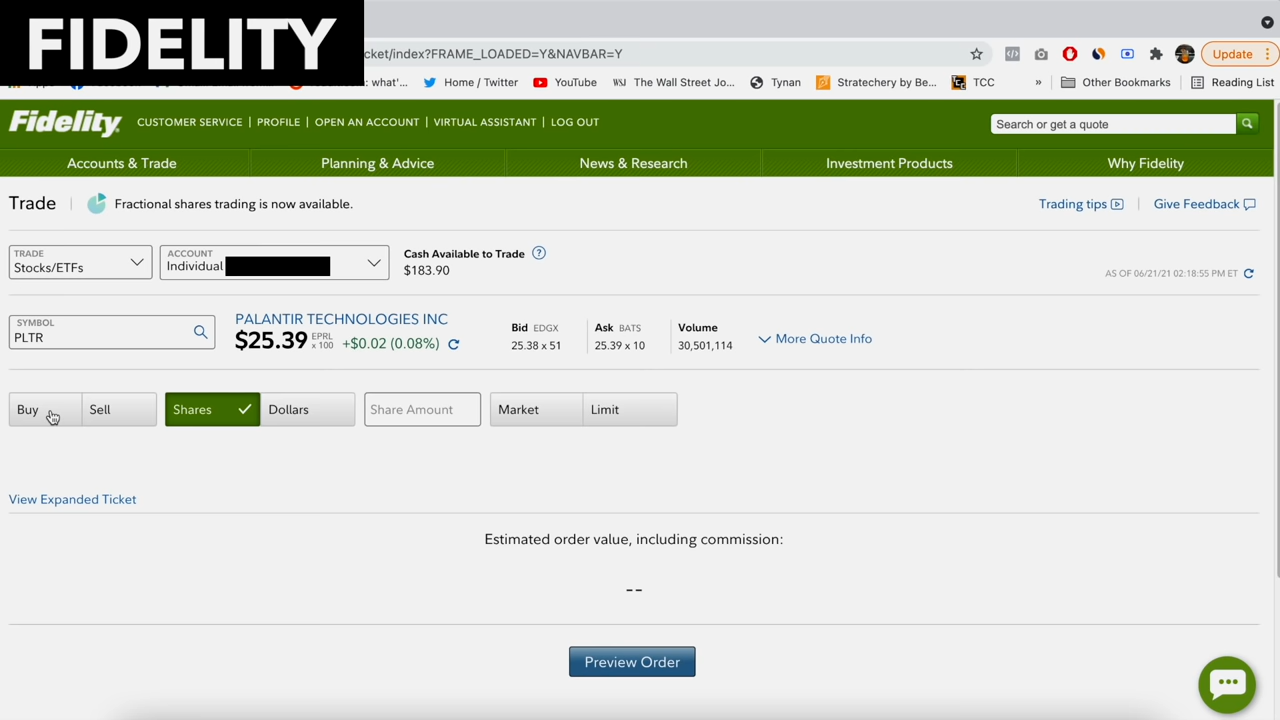 FIDELITY
cket/index?FRAME_LOADED=Y&NAVBAR=Y
Update
what'... Home / Twitter YouTube WSJ The Wall Street Jo... Tynan Stratechery by Be... TCC » Other Bookmarks Reading List
Fidelity CUSTOMER SERVICE | PROFILE | OPEN AN ACCOUNT | VIRTUAL ASSISTANT | LOG OUT
Search or get a quote
Accounts & Trade Planning & Advice News & Research Investment Products Why Fidelity
Trade Fractional shares trading is now available. Trading tips Give Feedback
TRADE
Stocks/ETFs
ACCOUNT
Individual
Cash Available to Trade ?
$183.90
AS OF 06/21/21 02:18:55 PM ET
SYMBOL
PLTR
PALANTIR TECHNOLOGIES INC
$25.39 EPRL x 100 +$0.02 (0.08%)
Bid EDGX
25.38 x 51
Ask BATS
25.39 x 10
Volume
30,501,114
More Quote Info
Buy Sell Shares Dollars Share Amount Market Limit
View Expanded Ticket
Estimated order value, including commission:
--
Preview Order